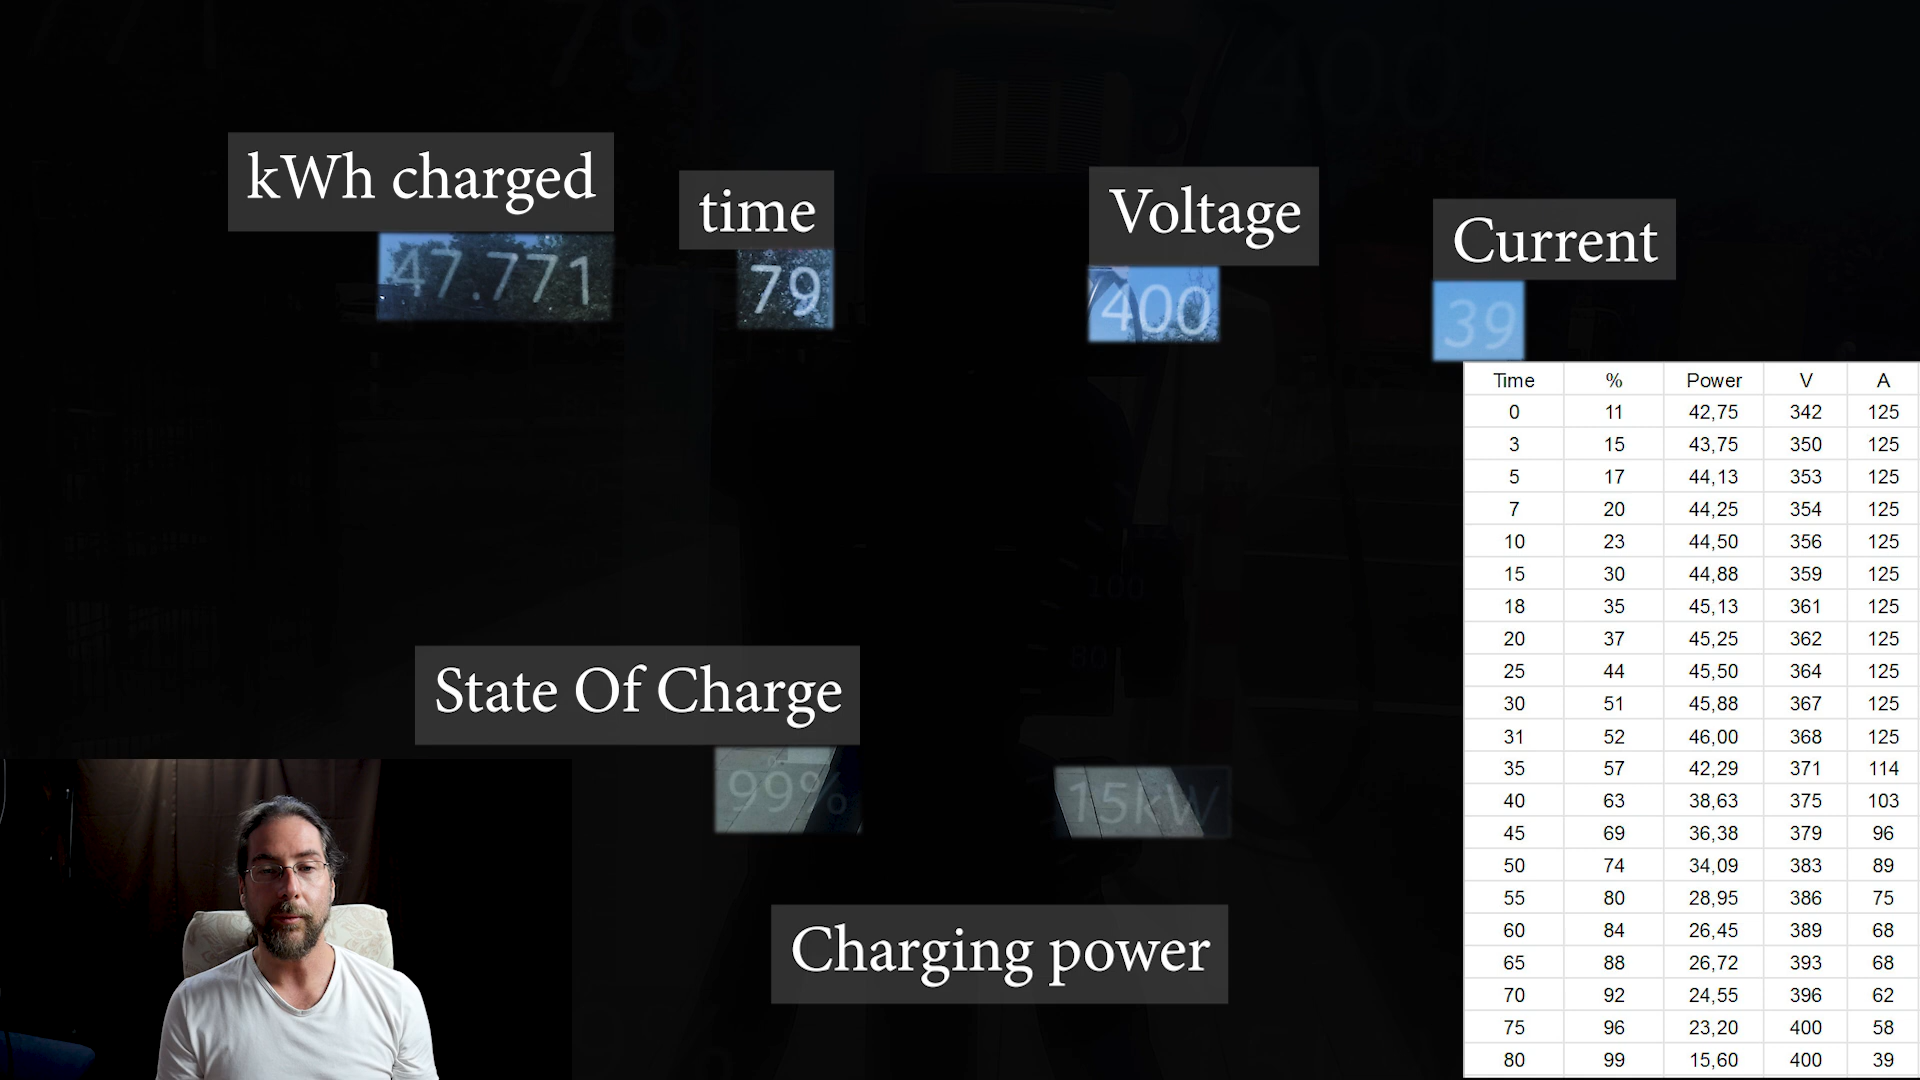 kWh charged
47.771
time
79
Voltage
400
Current
39
State Of Charge
99%
15kW
Charging power
Time % Power V A
0 11 42,75 342 125
3 15 43,75 350 125
5 17 44,13 353 125
7 20 44,25 354 125
10 23 44,50 356 125
15 30 44,88 359 125
18 35 45,13 361 125
20 37 45,25 362 125
25 44 45,50 364 125
30 51 45,88 367 125
31 52 46,00 368 125
35 57 42,29 371 114
40 63 38,63 375 103
45 69 36,38 379 96
50 74 34,09 383 89
55 80 28,95 386 75
60 84 26,45 389 68
65 88 26,72 393 68
70 92 24,55 396 62
75 96 23,20 400 58
80 99 15,60 400 39
771
79
400
100
80